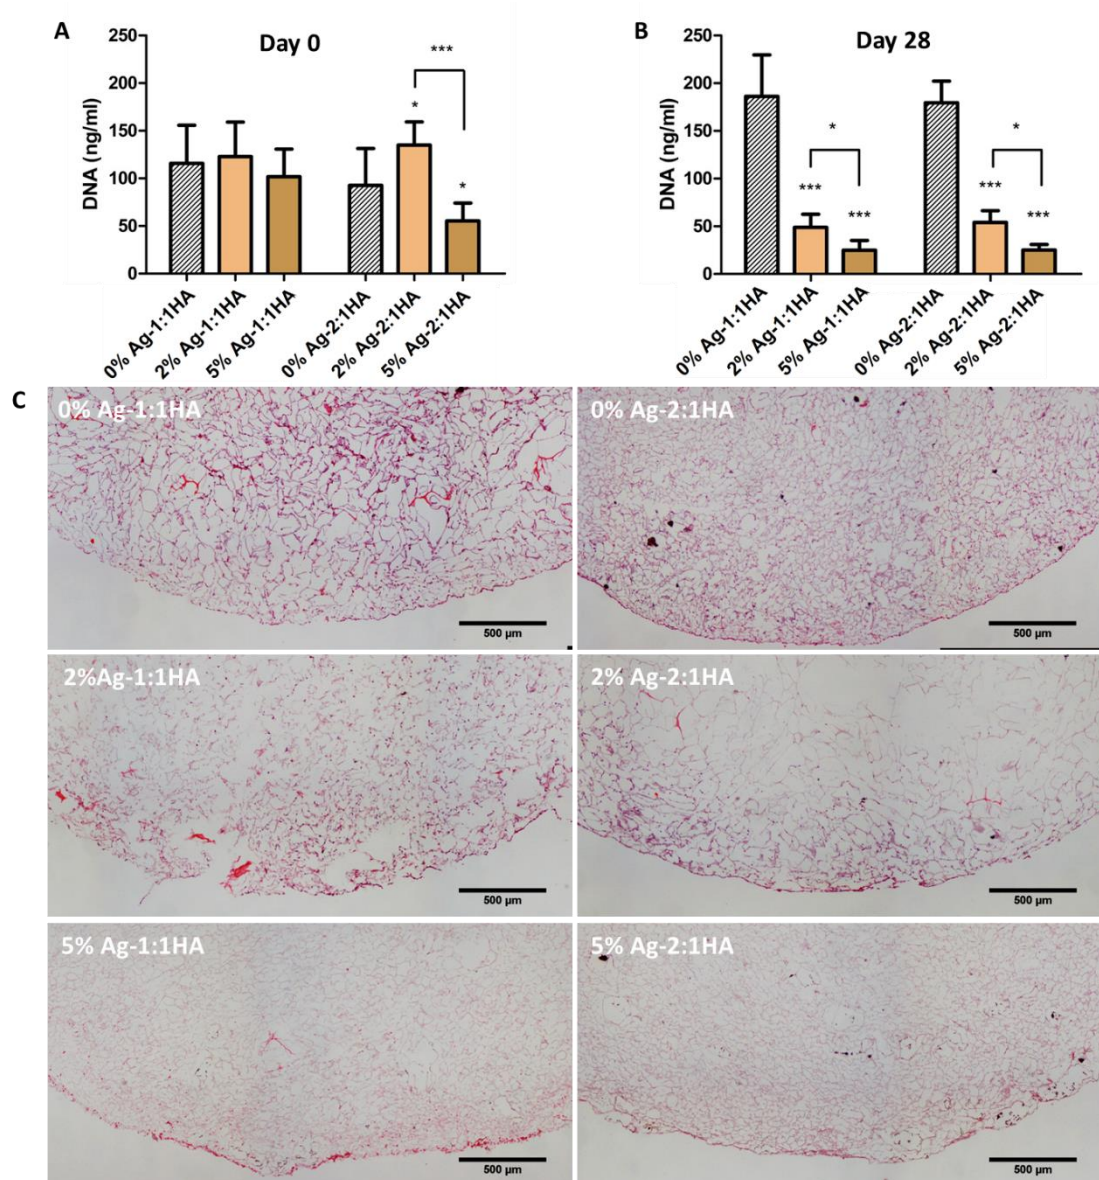 A
Day 0
DNA (ng/ml)
250
200
150
100
50
0
***
*
*
0% Ag-1:1HA
2% Ag-1:1HA
5% Ag-1:1HA
0% Ag-2:1HA
2% Ag-2:1HA
5% Ag-2:1HA
B
Day 28
DNA (ng/ml)
250
200
150
100
50
0
*
***
***
*
***
***
0% Ag-1:1HA
2% Ag-1:1HA
5% Ag-1:1HA
0% Ag-2:1HA
2% Ag-2:1HA
5% Ag-2:1HA
C
0% Ag-1:1HA
500 µm
0% Ag-2:1HA
500 µm
2%Ag-1:1HA
500 µm
2% Ag-2:1HA
500 µm
5% Ag-1:1HA
500 µm
5% Ag-2:1HA
500 µm